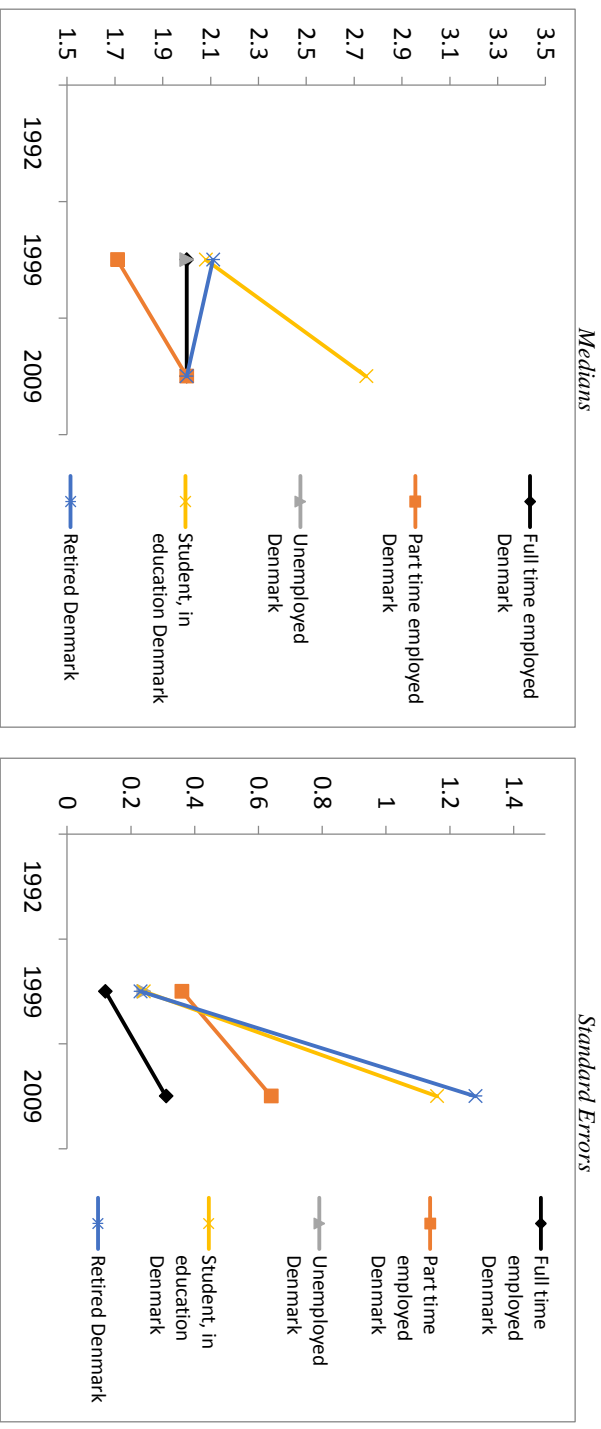 Medians
3.5
3.3
3.1
2.9
2.7
2.5
2.3
2.1
1.9
1.7
1.5
1992
1999
2009
Full time employed
Denmark
Part time employed
Denmark
Unemployed
Denmark
Student, in
education Denmark
Retired Denmark
Standard Errors
1.4
1.2
1
0.8
0.6
0.4
0.2
0
1992
1999
2009
Full time
employed
Denmark
Part time
employed
Denmark
Unemployed
Denmark
Student, in
education
Denmark
Retired Denmark